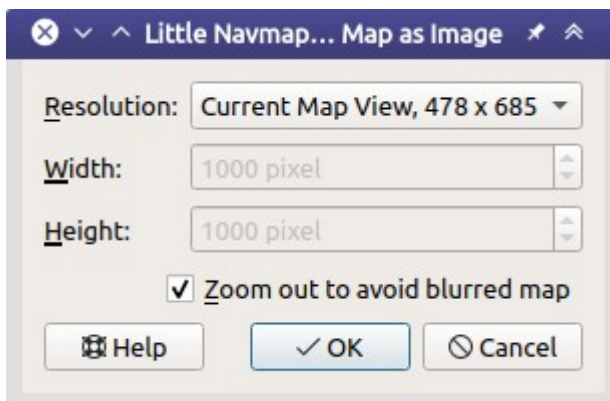 Little Navmap... Map as Image
Resolution: Current Map View, 478 x 685
Width: 1000 pixel
Height: 1000 pixel
Zoom out to avoid blurred map
Help OK Cancel